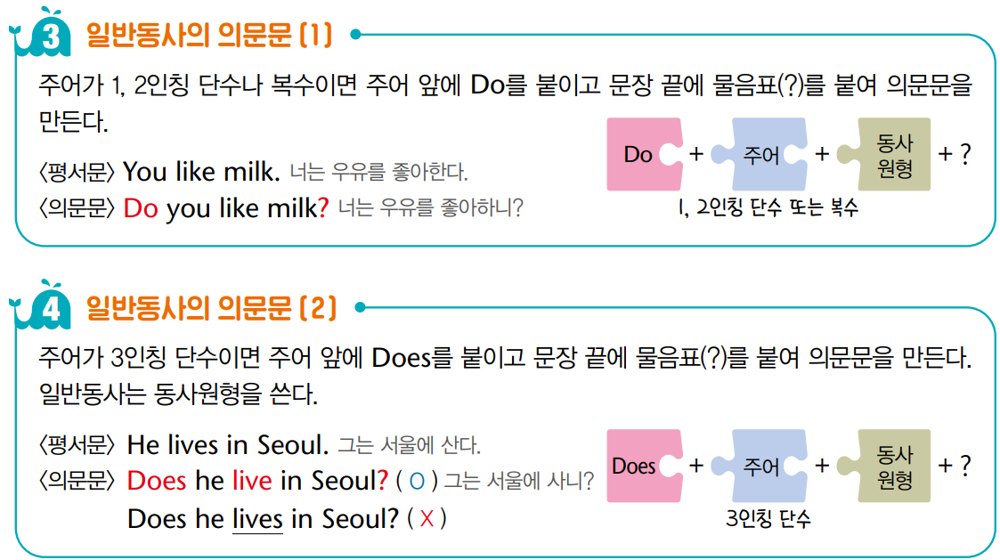 3 일반동사의 의문문 (1)
주어가 1, 2인칭 단수나 복수이면 주어 앞에 Do를 붙이고 문장 끝에 물음표(?)를 붙여 의문문을
만든다.
〈평서문〉 You like milk. 너는 우유를 좋아한다.
〈의문문〉 Do you like milk? 너는 우유를 좋아하니?
Do + 주어 + 동사 원형 + ?
1, 2인칭 단수 또는 복수
4 일반동사의 의문문 (2)
주어가 3인칭 단수이면 주어 앞에 Does를 붙이고 문장 끝에 물음표(?)를 붙여 의문문을 만든다.
일반동사는 동사원형을 쓴다.
〈평서문〉 He lives in Seoul. 그는 서울에 산다.
〈의문문〉 Does he live in Seoul? ( O ) 그는 서울에 사니?
Does he lives in Seoul? ( X )
Does + 주어 + 동사 원형 + ?
3인칭 단수